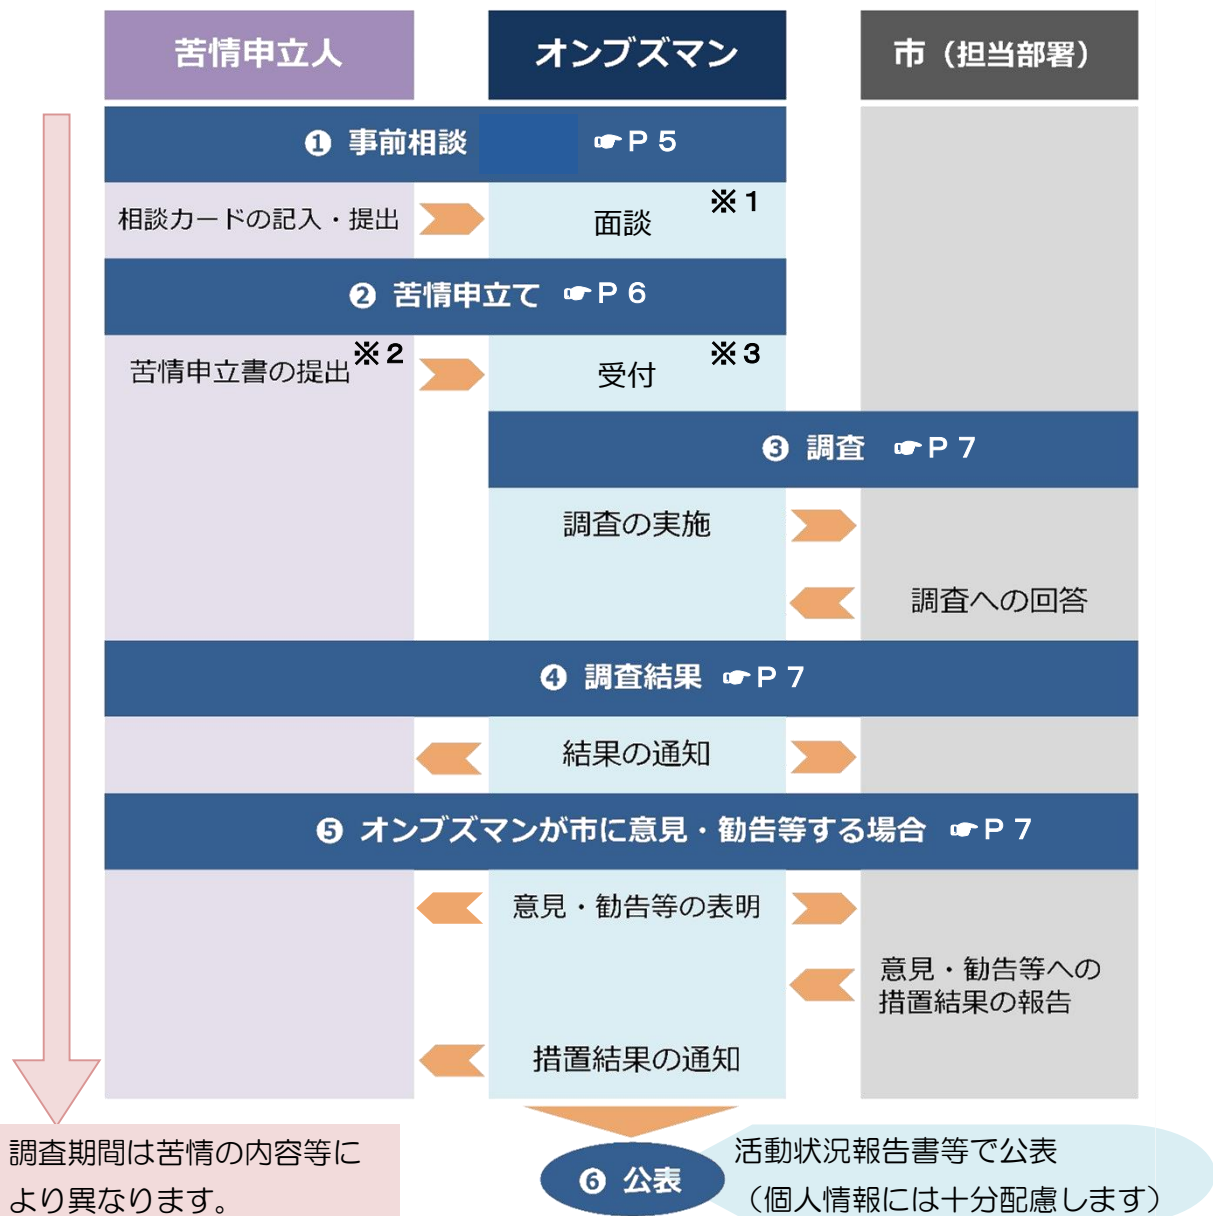 苦情申立人
オンブズマン
市（担当部署）
❶ 事前相談 ☛Ｐ５
相談カードの記入・提出
面談
※１
❷ 苦情申立て ☛Ｐ６
苦情申立書の提出※２
受付
※３
❸ 調査 ☛Ｐ７
調査の実施
調査への回答
❹ 調査結果 ☛Ｐ７
結果の通知
❺ オンブズマンが市に意見・勧告等する場合 ☛Ｐ７
意見・勧告等の表明
意見・勧告等への
措置結果の報告
措置結果の通知
調査期間は苦情の内容等に
より異なります。
❻ 公表
活動状況報告書等で公表
（個人情報には十分配慮します）